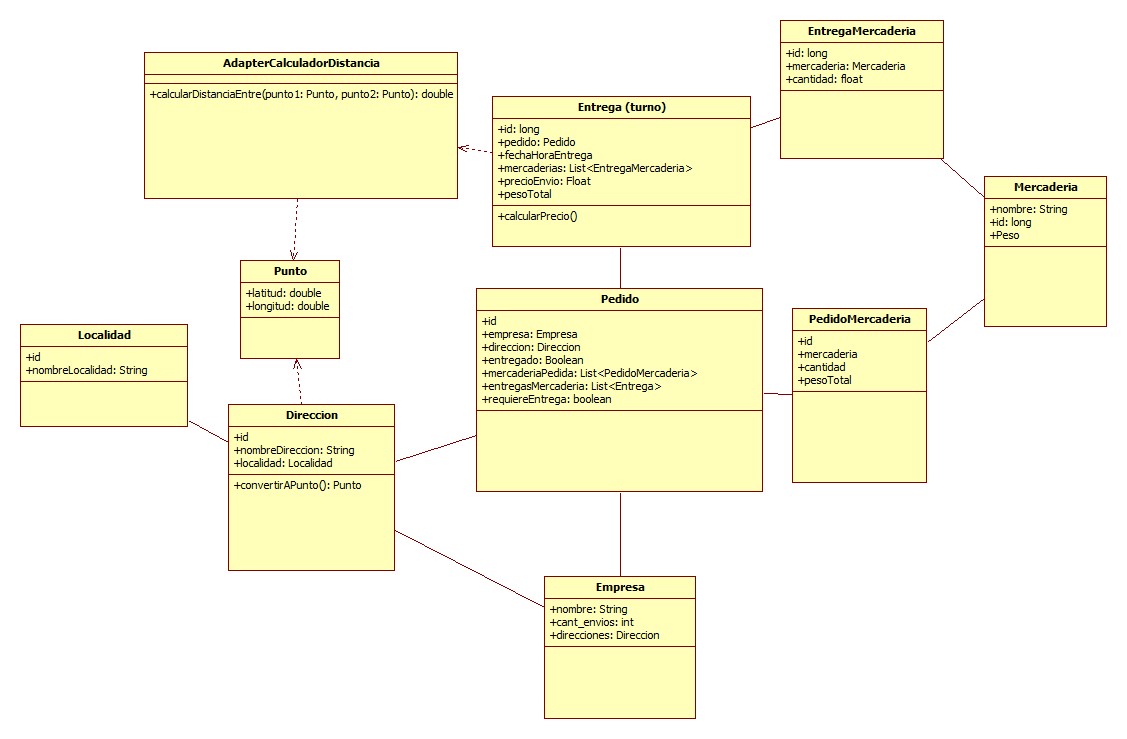 EntregaMercaderia
+id: long
+mercaderia: Mercaderia
+cantidad: float
AdapterCalculadorDistancia
+calcularDistanciaEntre(punto1: Punto, punto2: Punto): double
Entrega (turno)
+id: long
+pedido: Pedido
+fechaHoraEntrega
+mercaderias: List<EntregaMercaderia>
+precioEnvio: Float
+pesoTotal
+calcularPrecio()
Mercaderia
+nombre: String
+id: long
+Peso
Punto
+latitud: double
+longitud: double
Pedido
+id
+empresa: Empresa
+direccion: Direccion
+entregado: Boolean
+mercaderiaPedida: List<PedidoMercaderia>
+entregasMercaderia: List<Entrega>
+requiereEntrega: boolean
PedidoMercaderia
+id
+mercaderia
+cantidad
+pesoTotal
Localidad
+id
+nombreLocalidad: String
Direccion
+id
+nombreDireccion: String
+localidad: Localidad
+convertirAPunto(): Punto
Empresa
+nombre: String
+cant_envios: int
+direcciones: Direccion